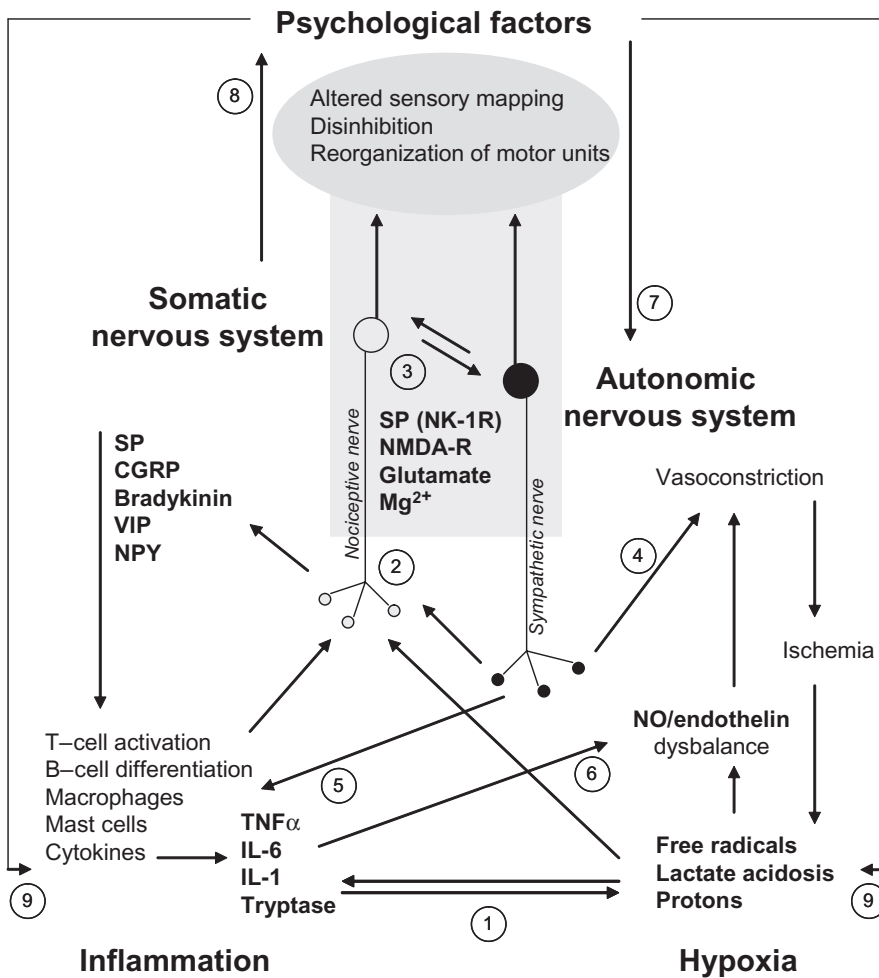 Psychological factors
8
Altered sensory mapping
Disinhibition
Reorganization of motor units
7
Somatic
nervous system
3
Autonomic
nervous system
SP
CGRP
Bradykinin
VIP
NPY
Nociceptive nerve
SP (NK-1R)
NMDA-R
Glutamate
Mg2+
Sympathetic nerve
Vasoconstriction
2
4
Ischemia
NO/endothelin
dysbalance
T–cell activation
B–cell differentiation
Macrophages
Mast cells
Cytokines
5
6
TNFα
IL-6
IL-1
Tryptase
Free radicals
Lactate acidosis
Protons
9
1
9
Inflammation
Hypoxia